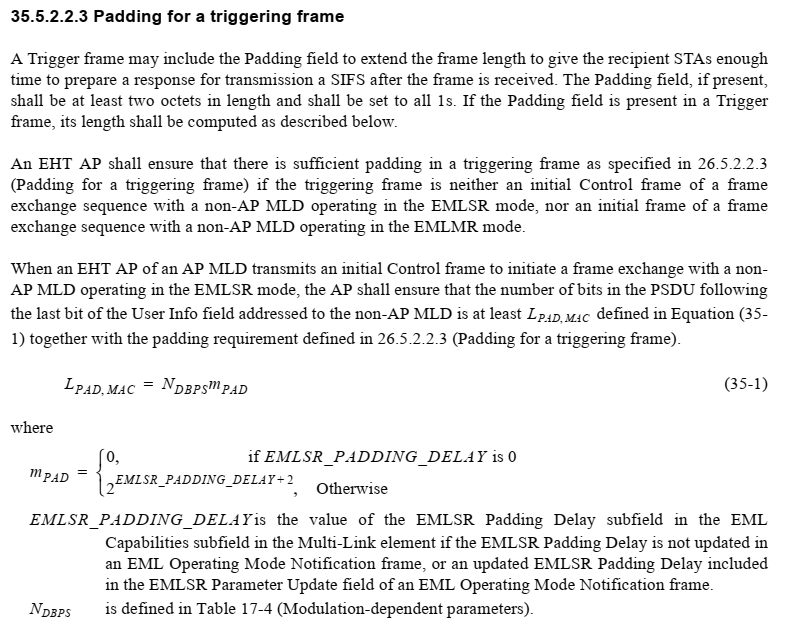 35.5.2.2.3 Padding for a triggering frame
A Trigger frame may include the Padding field to extend the frame length to give the recipient STAs enough
time to prepare a response for transmission a SIFS after the frame is received. The Padding field, if present,
shall be at least two octets in length and shall be set to all 1s. If the Padding field is present in a Trigger
frame, its length shall be computed as described below.
An EHT AP shall ensure that there is sufficient padding in a triggering frame as specified in 26.5.2.2.3
(Padding for a triggering frame) if the triggering frame is neither an initial Control frame of a frame
exchange sequence with a non-AP MLD operating in the EMLSR mode, nor an initial frame of a frame
exchange sequence with a non-AP MLD operating in the EMLMR mode.
When an EHT AP of an AP MLD transmits an initial Control frame to initiate a frame exchange with a non-
AP MLD operating in the EMLSR mode, the AP shall ensure that the number of bits in the PSDU following
the last bit of the User Info field addressed to the non-AP MLD is at least L_PAD, MAC defined in Equation (35-
1) together with the padding requirement defined in 26.5.2.2.3 (Padding for a triggering frame).
L_PAD, MAC = N_DBPS m_PAD (35-1)
where
m_PAD = { 0, if EMLSR_PADDING_DELAY is 0
2^EMLSR_PADDING_DELAY+2, Otherwise
EMLSR_PADDING_DELAY is the value of the EMLSR Padding Delay subfield in the EML
Capabilities subfield in the Multi-Link element if the EMLSR Padding Delay is not updated in
an EML Operating Mode Notification frame, or an updated EMLSR Padding Delay included
in the EMLSR Parameter Update field of an EML Operating Mode Notification frame.
N_DBPS is defined in Table 17-4 (Modulation-dependent parameters).